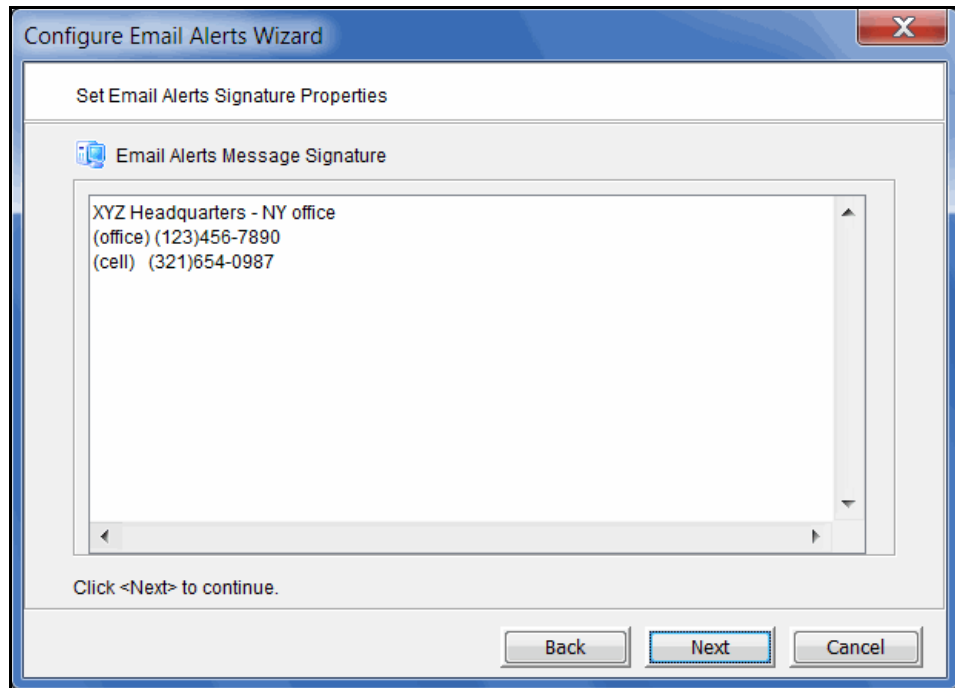 Configure Email Alerts Wizard
X
Set Email Alerts Signature Properties
Email Alerts Message Signature
XYZ Headquarters - NY office
(office) (123)456-7890
(cell) (321)654-0987
Click <Next> to continue.
Back
Next
Cancel